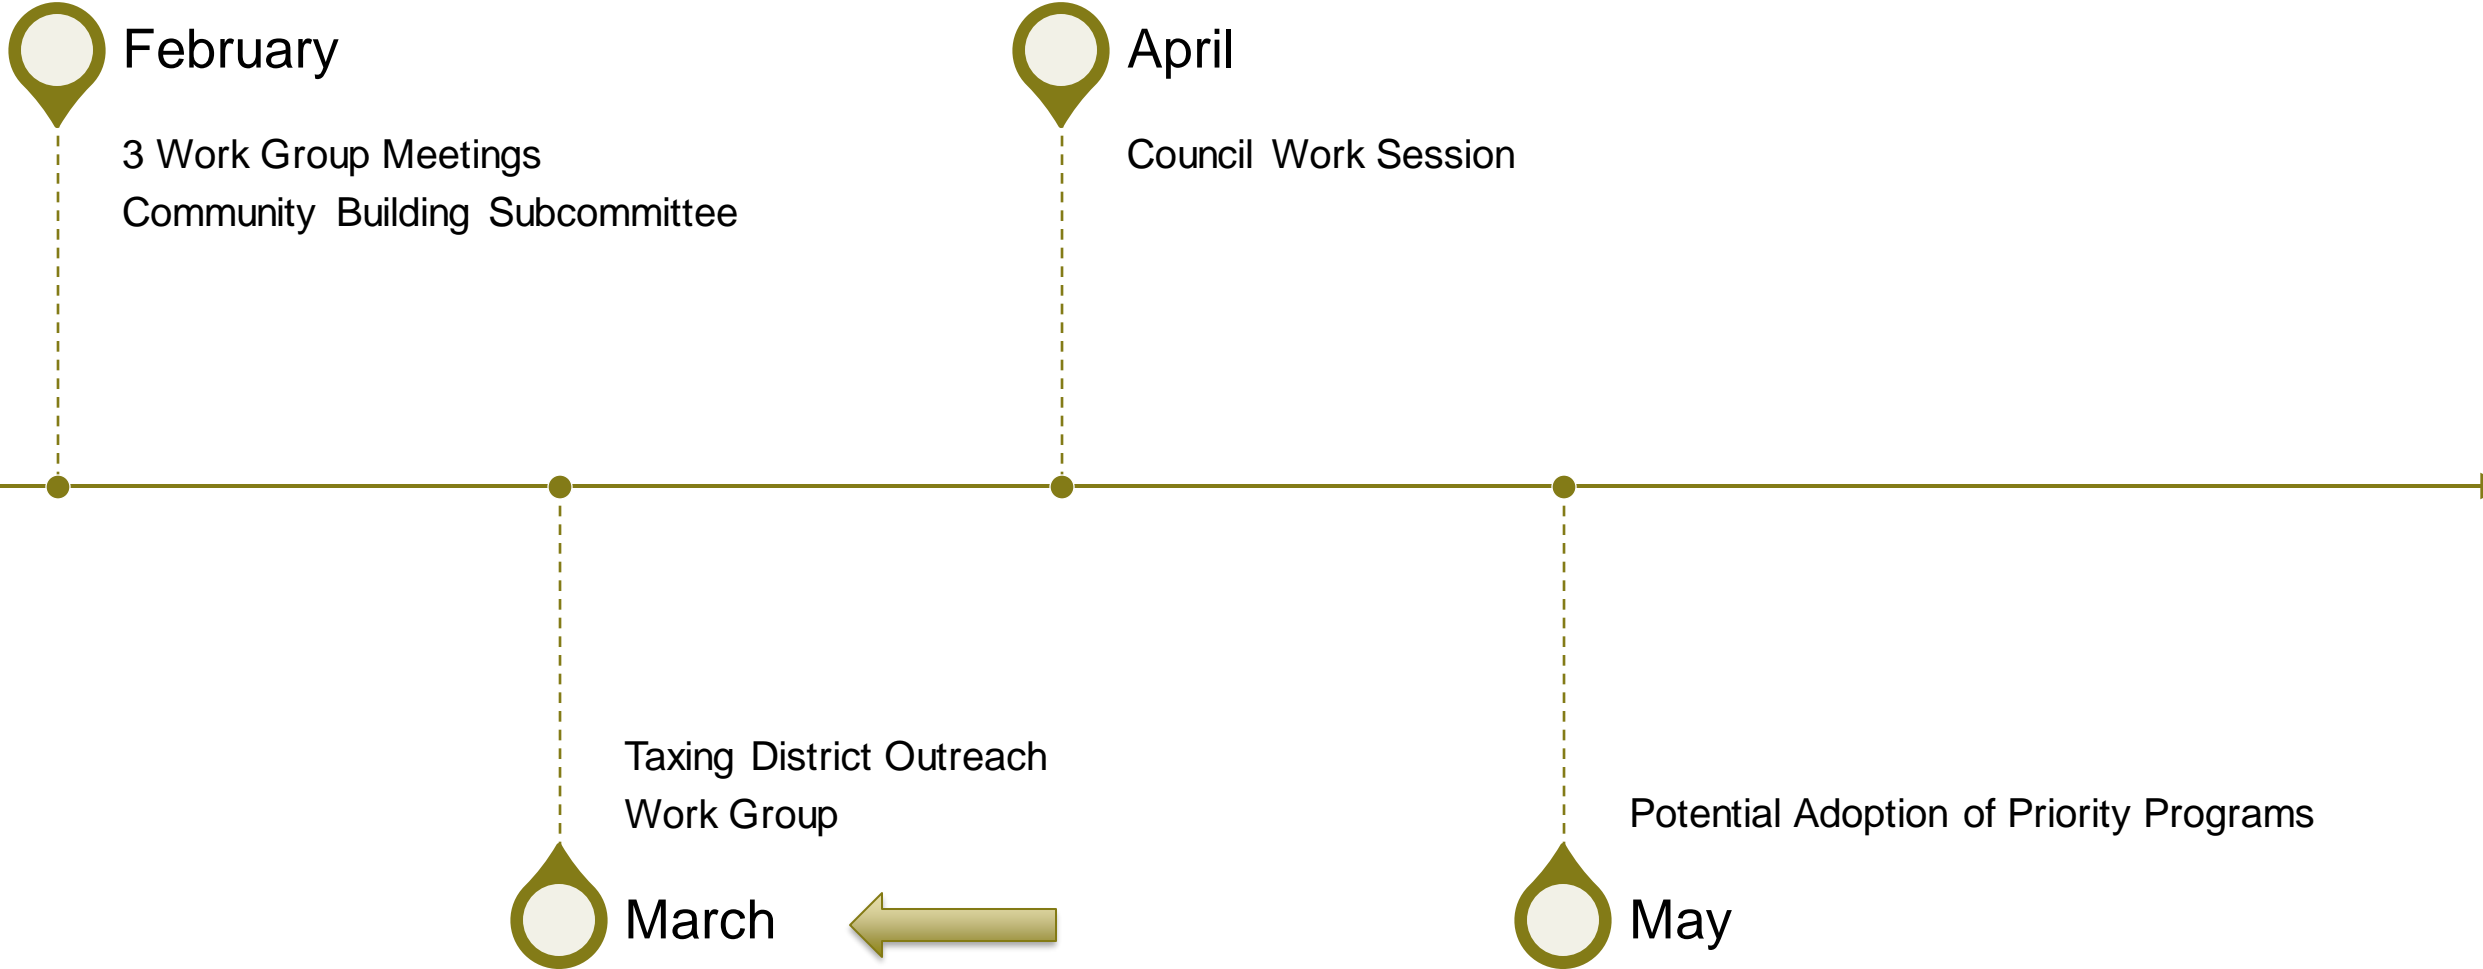 February
3 Work Group Meetings
Community Building Subcommittee
April
Council Work Session
Taxing District Outreach
Work Group
March
Potential Adoption of Priority Programs
May